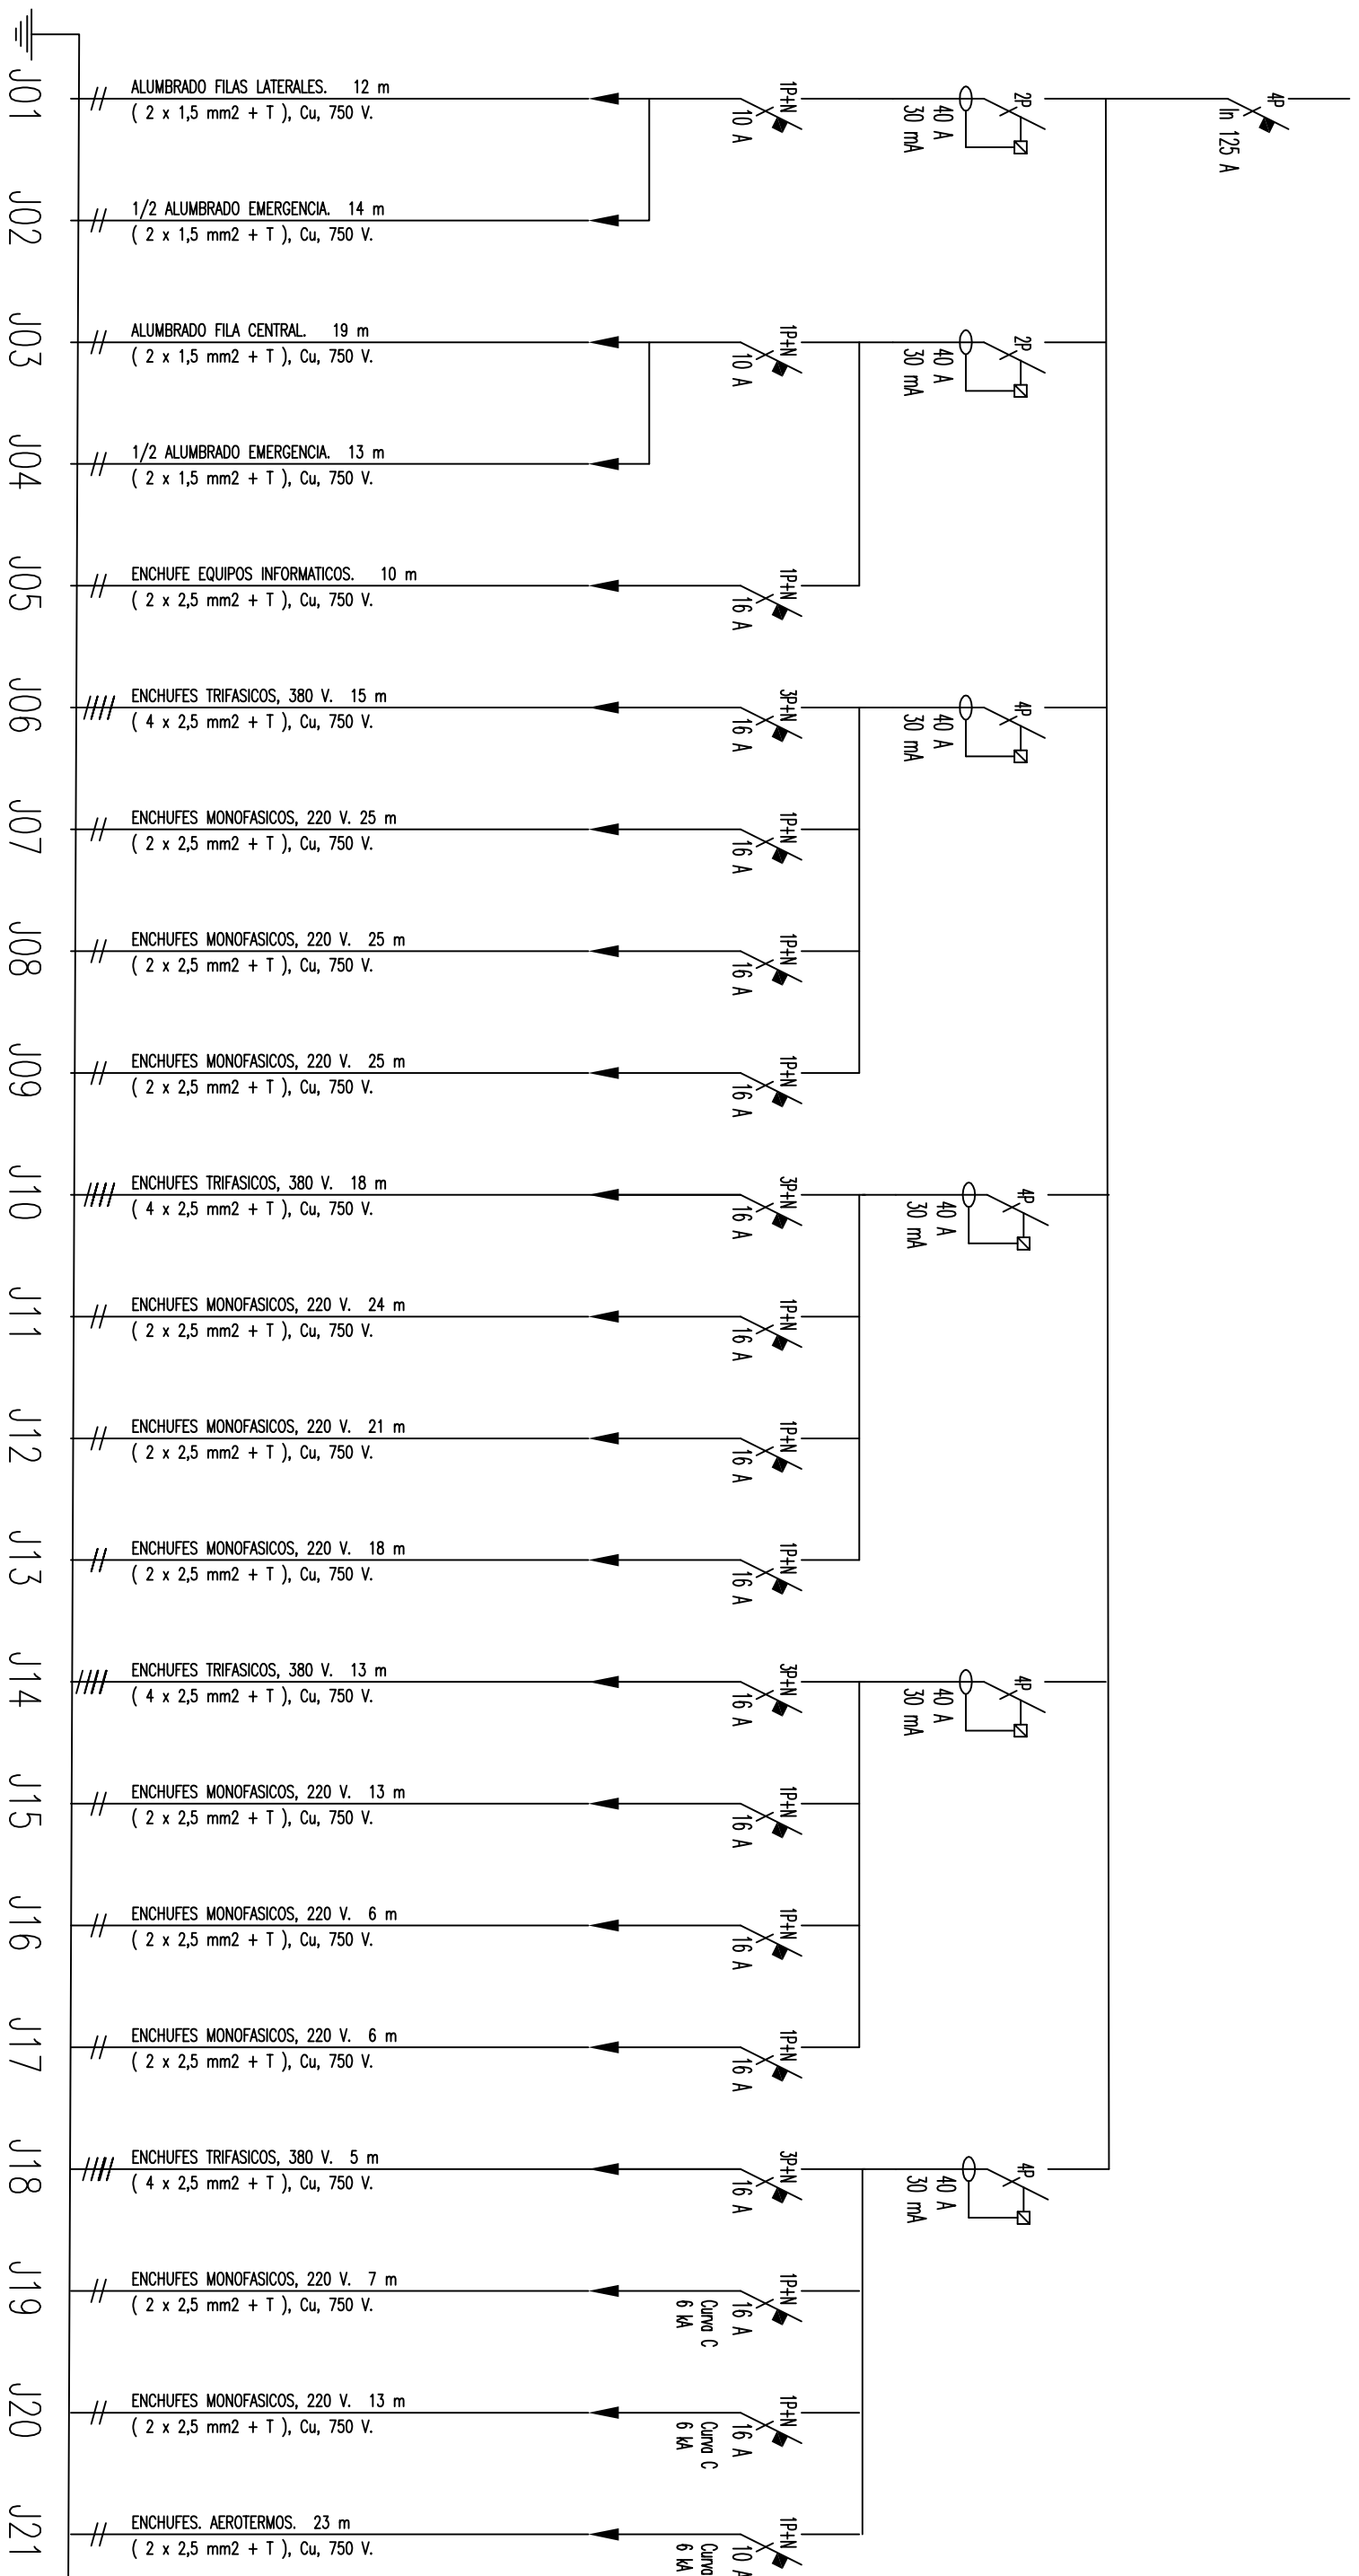 4P
In 125 A
J01
ALUMBRADO FILAS LATERALES. 12 m
( 2 x 1,5 mm2 + T ), Cu, 750 V.
1P+N
10 A
2P
40 A
30 mA
J02
1/2 ALUMBRADO EMERGENCIA. 14 m
( 2 x 1,5 mm2 + T ), Cu, 750 V.
J03
ALUMBRADO FILA CENTRAL. 19 m
( 2 x 1,5 mm2 + T ), Cu, 750 V.
1P+N
10 A
2P
40 A
30 mA
J04
1/2 ALUMBRADO EMERGENCIA. 13 m
( 2 x 1,5 mm2 + T ), Cu, 750 V.
J05
ENCHUFE EQUIPOS INFORMATICOS. 10 m
( 2 x 2,5 mm2 + T ), Cu, 750 V.
1P+N
16 A
J06
ENCHUFES TRIFASICOS, 380 V. 15 m
( 4 x 2,5 mm2 + T ), Cu, 750 V.
3P+N
16 A
4P
40 A
30 mA
J07
ENCHUFES MONOFASICOS, 220 V. 25 m
( 2 x 2,5 mm2 + T ), Cu, 750 V.
1P+N
16 A
J08
ENCHUFES MONOFASICOS, 220 V. 25 m
( 2 x 2,5 mm2 + T ), Cu, 750 V.
1P+N
16 A
J09
ENCHUFES MONOFASICOS, 220 V. 25 m
( 2 x 2,5 mm2 + T ), Cu, 750 V.
1P+N
16 A
J10
ENCHUFES TRIFASICOS, 380 V. 18 m
( 4 x 2,5 mm2 + T ), Cu, 750 V.
3P+N
16 A
4P
40 A
30 mA
J11
ENCHUFES MONOFASICOS, 220 V. 24 m
( 2 x 2,5 mm2 + T ), Cu, 750 V.
1P+N
16 A
J12
ENCHUFES MONOFASICOS, 220 V. 21 m
( 2 x 2,5 mm2 + T ), Cu, 750 V.
1P+N
16 A
J13
ENCHUFES MONOFASICOS, 220 V. 18 m
( 2 x 2,5 mm2 + T ), Cu, 750 V.
1P+N
16 A
J14
ENCHUFES TRIFASICOS, 380 V. 13 m
( 4 x 2,5 mm2 + T ), Cu, 750 V.
3P+N
16 A
4P
40 A
30 mA
J15
ENCHUFES MONOFASICOS, 220 V. 13 m
( 2 x 2,5 mm2 + T ), Cu, 750 V.
1P+N
16 A
J16
ENCHUFES MONOFASICOS, 220 V. 6 m
( 2 x 2,5 mm2 + T ), Cu, 750 V.
1P+N
16 A
J17
ENCHUFES MONOFASICOS, 220 V. 6 m
( 2 x 2,5 mm2 + T ), Cu, 750 V.
1P+N
16 A
J18
ENCHUFES TRIFASICOS, 380 V. 5 m
( 4 x 2,5 mm2 + T ), Cu, 750 V.
3P+N
16 A
4P
40 A
30 mA
J19
ENCHUFES MONOFASICOS, 220 V. 7 m
( 2 x 2,5 mm2 + T ), Cu, 750 V.
1P+N
16 A
Curva C
6 kA
J20
ENCHUFES MONOFASICOS, 220 V. 13 m
( 2 x 2,5 mm2 + T ), Cu, 750 V.
1P+N
16 A
Curva C
6 kA
J21
ENCHUFES. AEROTERMOS. 23 m
( 2 x 2,5 mm2 + T ), Cu, 750 V.
1P+N
10 A
Curva
6 kA